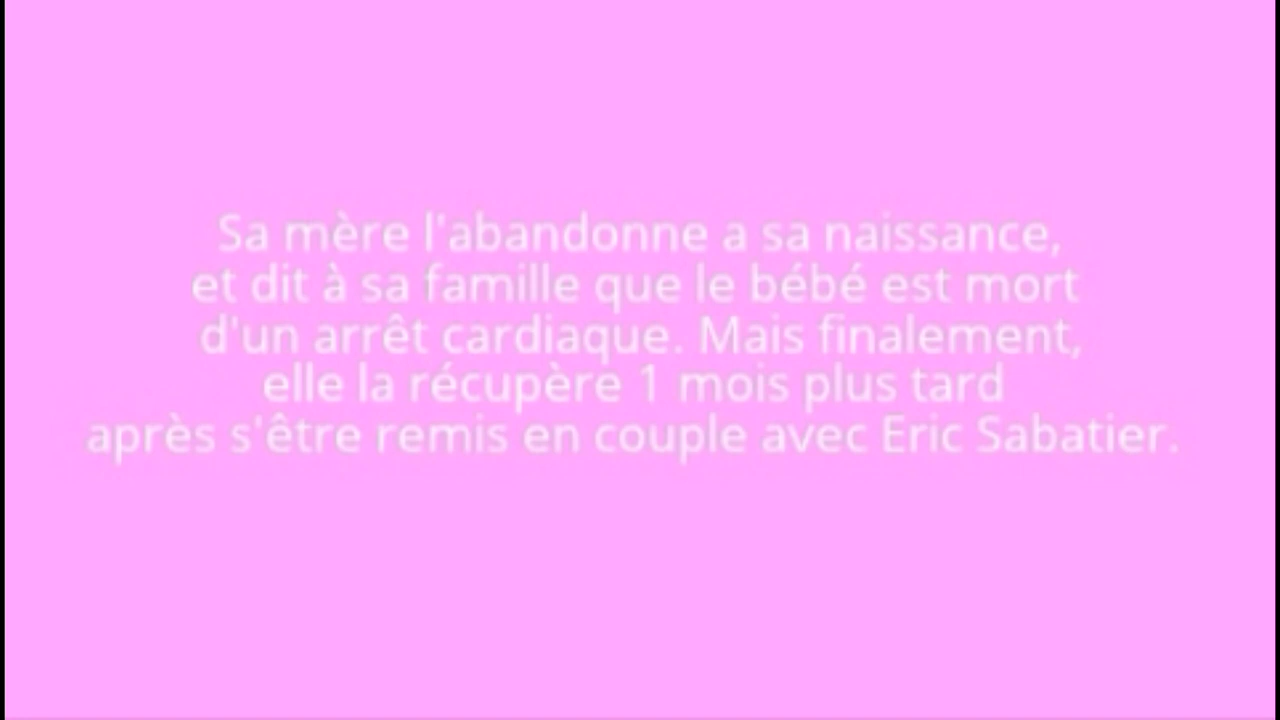 Sa mère l'abandonne a sa naissance,
et dit à sa famille que le bébé est mort
d'un arrêt cardiaque. Mais finalement,
elle la récupère 1 mois plus tard
après s'être remis en couple avec Eric Sabatier.